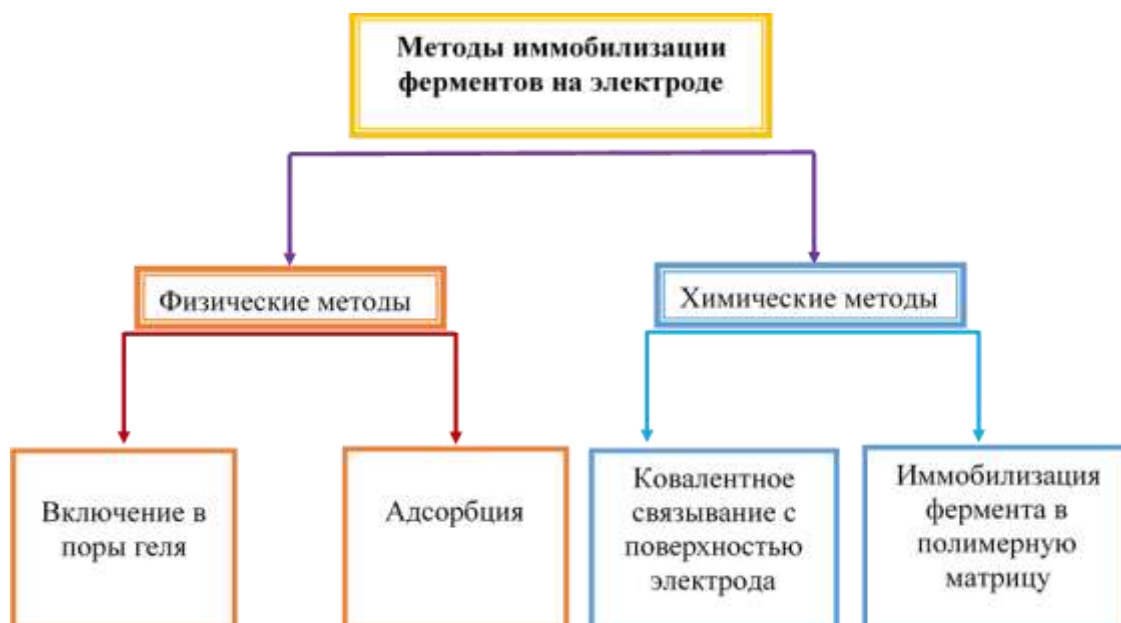 Методы иммобилизации
ферментов на электроде
Физические методы
Химические методы
Включение в
поры геля
Адсорбция
Ковалентное
связывание с
поверхностью
электрода
Иммобилизация
фермента в
полимерную
матрицу